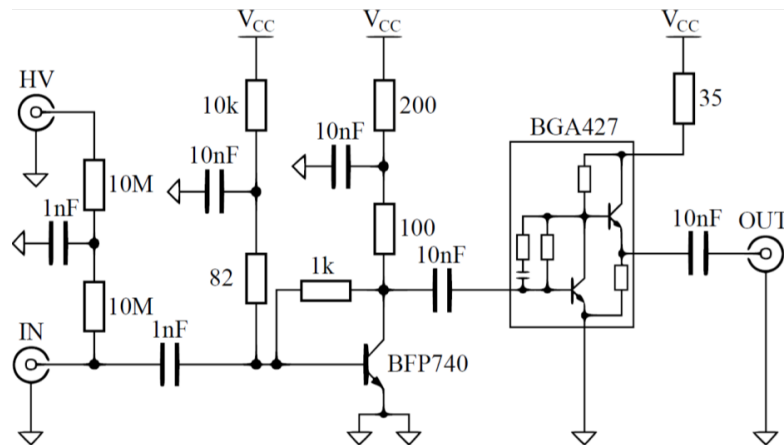 V_CC V_CC V_CC
HV 10k 200 35
10nF 10nF BGA427
10M
1nF 100
10nF 10nF OUT
82 1k
10M
IN 1nF
BFP740